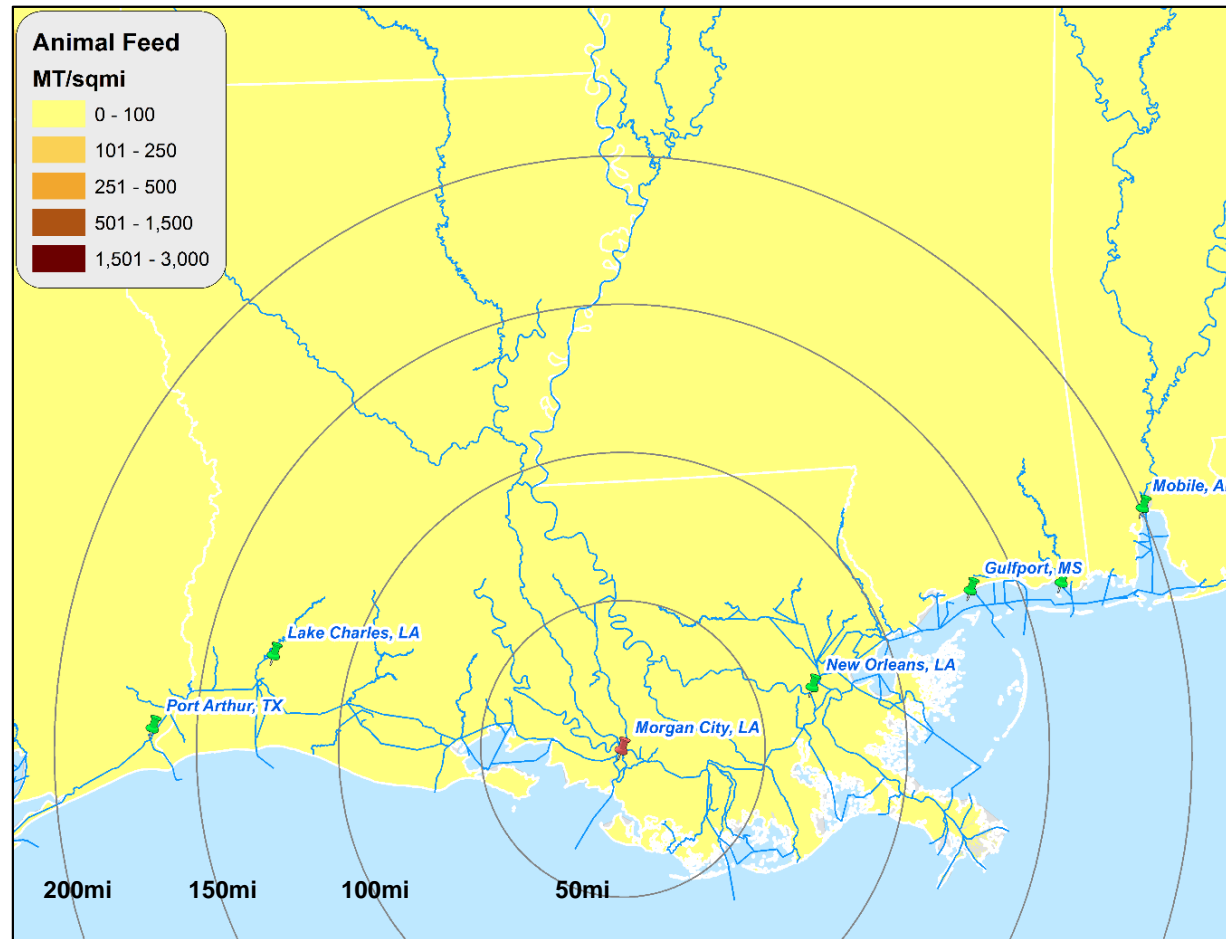 Animal Feed
MT/sqmi
0 - 100
101 - 250
251 - 500
501 - 1,500
1,501 - 3,000
Mobile, A
Gulfport, MS
Lake Charles, LA
New Orleans, LA
Port Arthur, TX
Morgan City, LA
200mi
150mi
100mi
50mi